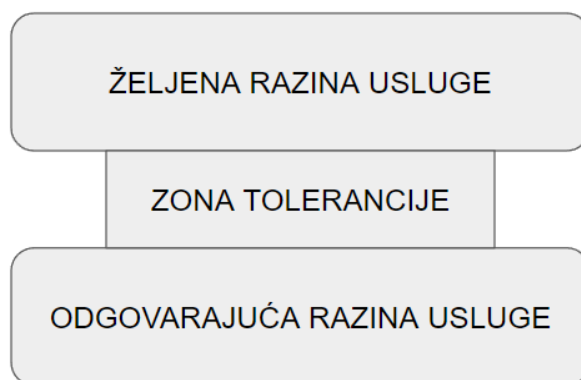 ŽELJENA RAZINA USLUGE
ZONA TOLERANCIJE
ODGOVARAJUĆA RAZINA USLUGE